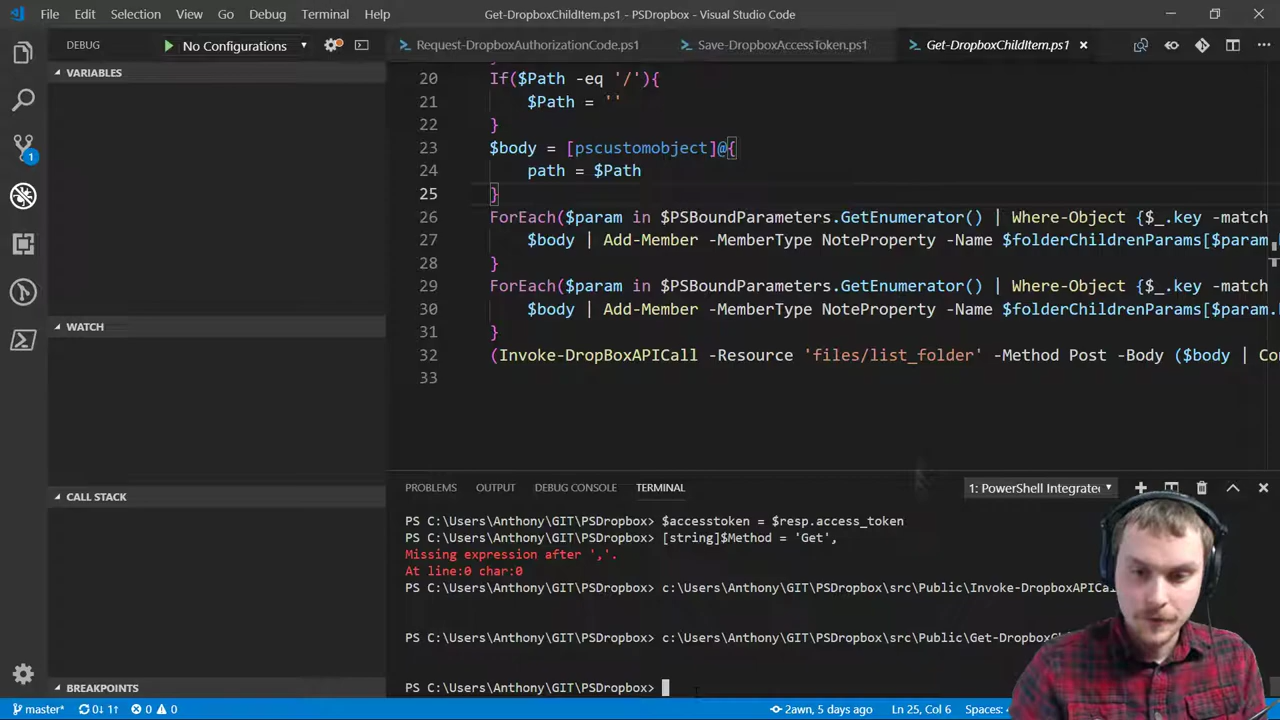 File Edit Selection View Go Debug Terminal Help
Get-DropboxChildItem.ps1 - PSDropbox - Visual Studio Code
DEBUG No Configurations
Request-DropboxAuthorizationCode.ps1 Save-DropboxAccessToken.ps1 Get-DropboxChildItem.ps1
VARIABLES
WATCH
CALL STACK
BREAKPOINTS
20 If($Path -eq '/'){
21 $Path = ''
22 }
23 $body = [pscustomobject]@{
24 path = $Path
25 }
26 ForEach($param in $PSBoundParameters.GetEnumerator() | Where-Object {$_.key -match
27 $body | Add-Member -MemberType NoteProperty -Name $folderChildrenParams[$param.
28 }
29 ForEach($param in $PSBoundParameters.GetEnumerator() | Where-Object {$_.key -match
30 $body | Add-Member -MemberType NoteProperty -Name $folderChildrenParams[$param.
31 }
32 (Invoke-DropBoxAPICall -Resource 'files/list_folder' -Method Post -Body ($body | Co
33
PROBLEMS OUTPUT DEBUG CONSOLE TERMINAL 1: PowerShell Integrate
PS C:\Users\Anthony\GIT\PSDropbox> $accesstoken = $resp.access_token
PS C:\Users\Anthony\GIT\PSDropbox> [string]$Method = 'Get',
Missing expression after ','.
At line:0 char:0
PS C:\Users\Anthony\GIT\PSDropbox> c:\Users\Anthony\GIT\PSDropbox\src\Public\Invoke-DropboxAPICa
PS C:\Users\Anthony\GIT\PSDropbox> c:\Users\Anthony\GIT\PSDropbox\src\Public\Get-DropboxCh
PS C:\Users\Anthony\GIT\PSDropbox>
master* 0↓ 1↑ 0 0 2awn, 5 days ago Ln 25, Col 6 Spaces: